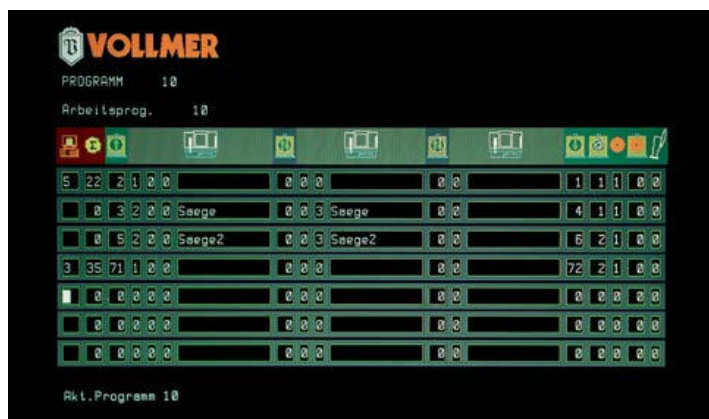 VOLLMER
PROGRAMM 10
Arbeitsprog. 10
5 22 2 1 0 0 0 0 0 0 0 1 1 1 0 0
0 3 2 0 0 Saege 0 0 3 Saege 0 0 4 1 1 0 0
0 5 2 0 0 Saege2 0 0 3 Saege2 0 0 6 2 1 0 0
3 35 71 1 0 0 0 0 0 0 0 72 2 1 0 0
0 0 0 0 0 0 0 0 0 0 0 0 0 0 0
0 0 0 0 0 0 0 0 0 0 0 0 0 0 0
0 0 0 0 0 0 0 0 0 0 0 0 0 0 0
Akt.Programm 10